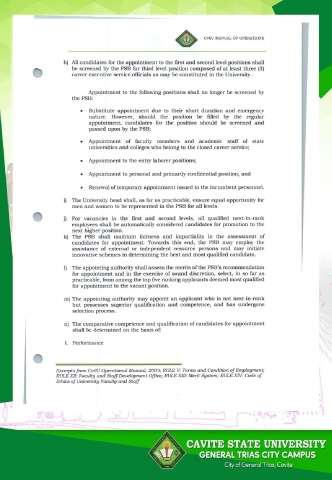 CvSU MANUAL OF OPERATIONS
h) All candidates for the appointment to the first and second level positions shall
be screened by the PSB for third level position composed of at least three (3)
career executive service officials as may be constituted in the University.
Appointment to the following positions shall no longer be screened by
the PSB:
• Substitute appointment due to their short duration and emergency
nature. However, should the position be filled by the regular
appointment, candidates for the position should be screened and
passed upon by the PSB;
• Appointment of faculty members and academic staff of state
universities and colleges who belong to the closed career service;
• Appointment to the entry laborer positions;
• Appointment to personal and primarily confidential position; and
• Renewal of temporary appointment issued to the incumbent personnel.
i) The University head shall, as far as practicable, ensure equal opportunity for
men and women to be represented in the PSB for all levels.
j) For vacancies in the first and second levels, all qualified next-in-rank
employees shall be automatically considered candidates for promotion to the
next higher position.
k) The PSB shall maintain fairness and impartiality in the assessment of
candidates for appointment. Towards this end, the PSB may employ the
assistance of external or independent resource persons and may initiate
innovative schemes in determining the best and most qualified candidate.
l) The appointing authority shall assess the merits of the PSB's recommendation
for appointment and in the exercise of sound discretion, select, in so far as
practicable, from among the top five ranking applicants deemed most qualified
for appointment to the vacant position.
m) The appointing authority may appoint an applicant who is not next-in-rank
but possesses superior qualification and competence, and has undergone
selection process.
n) The comparative competence and qualification of candidates for appointment
shall be determined on the basis of:
1. Performance
Excerpts from CvSU Operational Manual, 2009, RULE V: Terms and Condition of Employment;
RULE XII: Faculty and Staff Development Office; RULE XIII: Merit System; RULE XIV: Code of
Ethics of University Faculty and Staff
CAVITE STATE UNIVERSITY
GENERAL TRIAS CITY CAMPUS
City of General Trias, Cavite